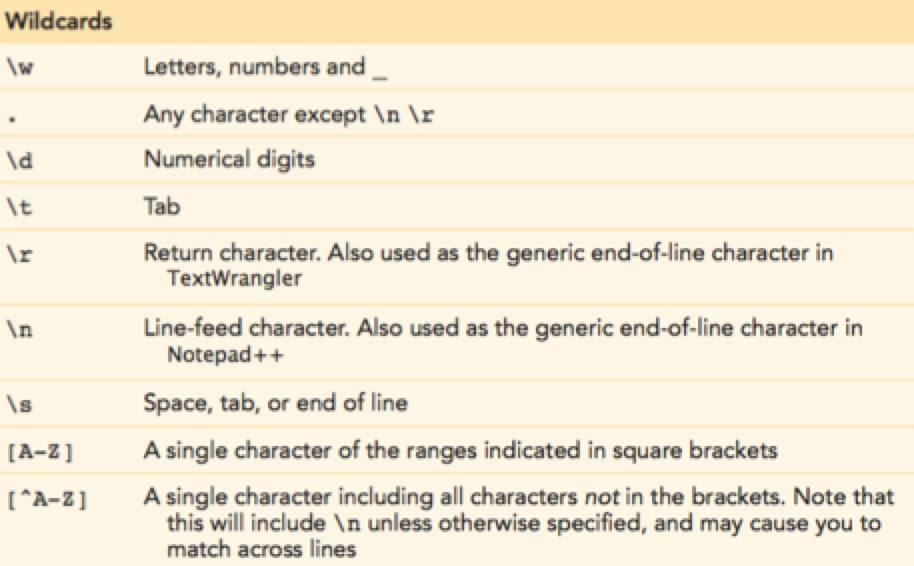 Wildcards
\w Letters, numbers and _
. Any character except \n \r
\d Numerical digits
\t Tab
\r Return character. Also used as the generic end-of-line character in
TextWrangler
\n Line-feed character. Also used as the generic end-of-line character in
Notepad++
\s Space, tab, or end of line
[A-Z] A single character of the ranges indicated in square brackets
[^A-Z] A single character including all characters not in the brackets. Note that
this will include \n unless otherwise specified, and may cause you to
match across lines